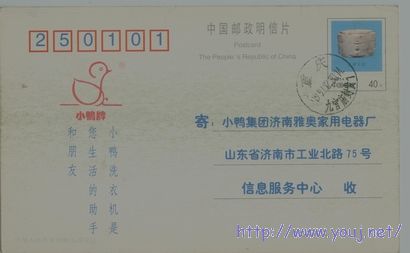 中国邮政明信片
Postcard
The People's Republic of China
250101
40
小鸭牌
寄：小鸭集团济南雅奥家用电器厂
山东省济南市工业北路75号
信息服务中心 收
小鸭洗衣机是
您生活的助手
和朋友
http://www.youj.net/